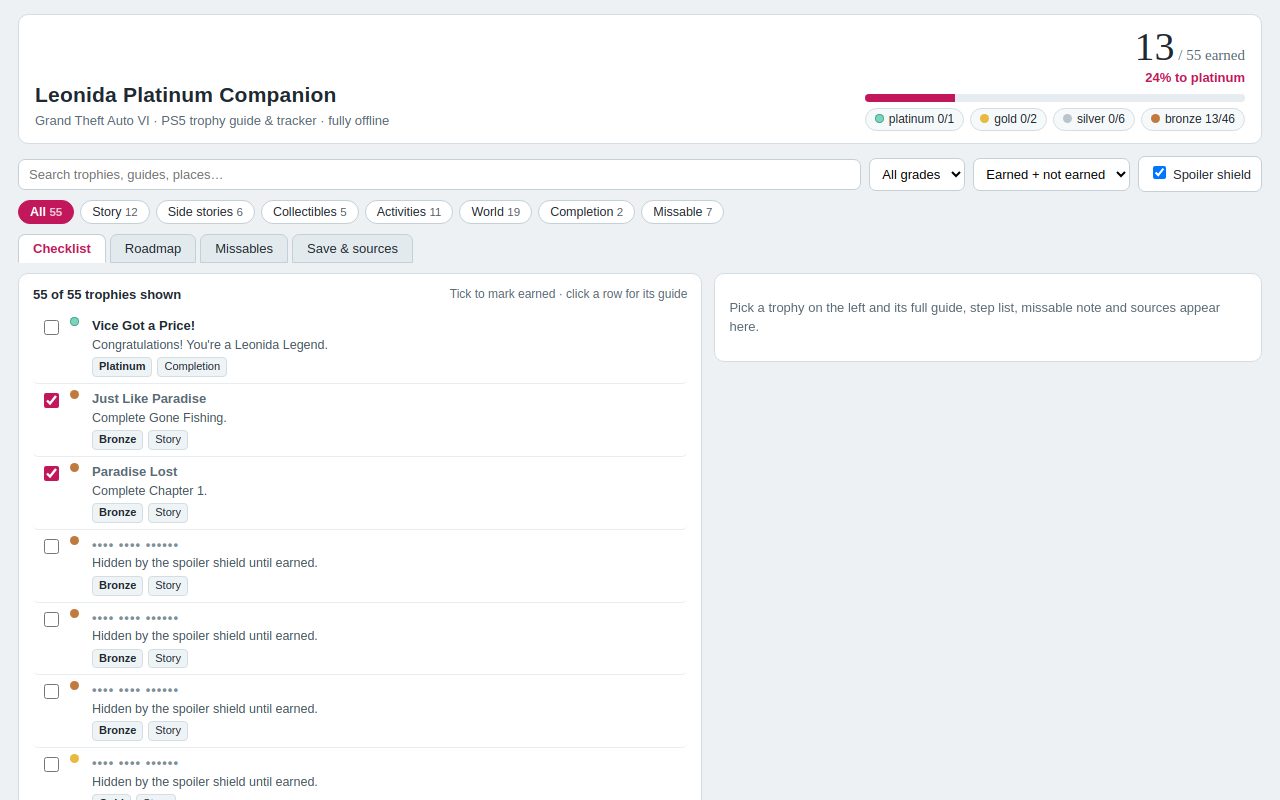 Leonida Platinum Companion
Grand Theft Auto VI · PS5 trophy guide & tracker · fully offline
13 / 55 earned
24% to platinum
platinum 0/1 gold 0/2 silver 0/6 bronze 13/46
Search trophies, guides, places…
All grades
Earned + not earned
Spoiler shield
All 55 Story 12 Side stories 6 Collectibles 5 Activities 11 World 19 Completion 2 Missable 7
Checklist Roadmap Missables Save & sources
55 of 55 trophies shown
Tick to mark earned · click a row for its guide
Vice Got a Price!
Congratulations! You're a Leonida Legend.
Platinum Completion
Just Like Paradise
Complete Gone Fishing.
Bronze Story
Paradise Lost
Complete Chapter 1.
Bronze Story
•••• •••• ••••••
Hidden by the spoiler shield until earned.
Bronze Story
•••• •••• ••••••
Hidden by the spoiler shield until earned.
Bronze Story
•••• •••• ••••••
Hidden by the spoiler shield until earned.
Bronze Story
•••• •••• ••••••
Hidden by the spoiler shield until earned.
Pick a trophy on the left and its full guide, step list, missable note and sources appear
here.